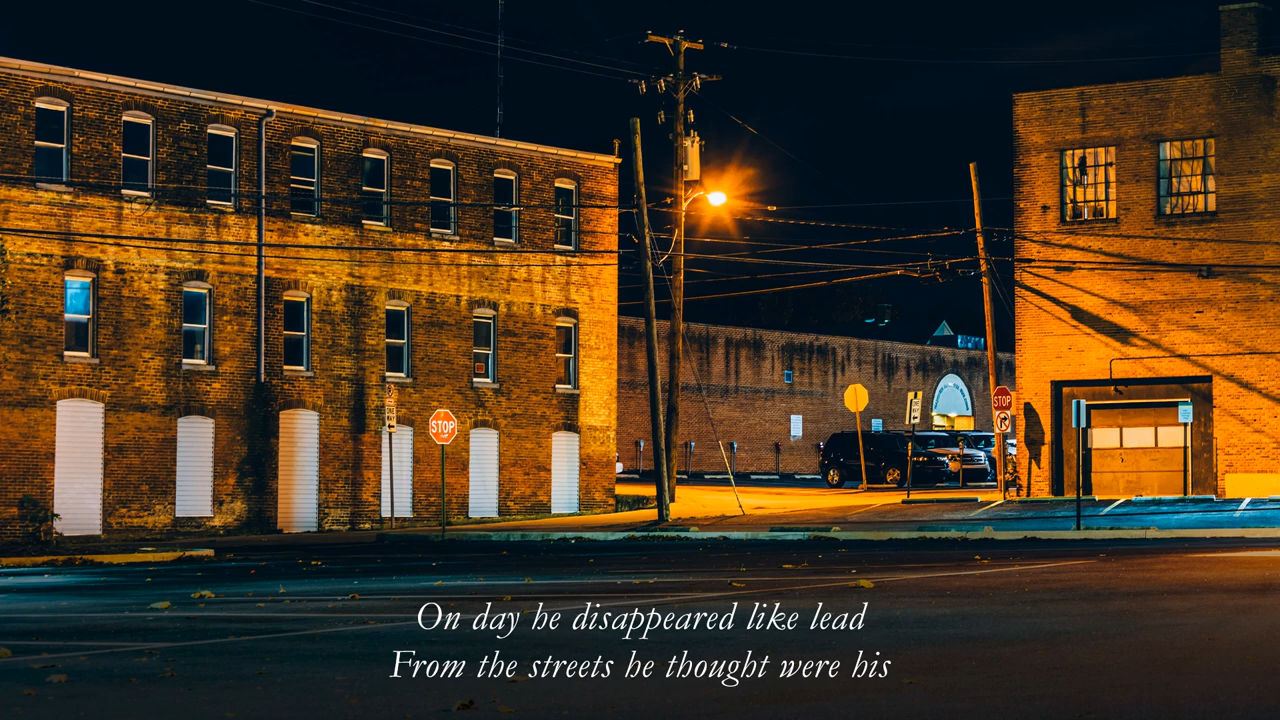 STOP
STOP
On day he disappeared like lead
From the streets he thought were his